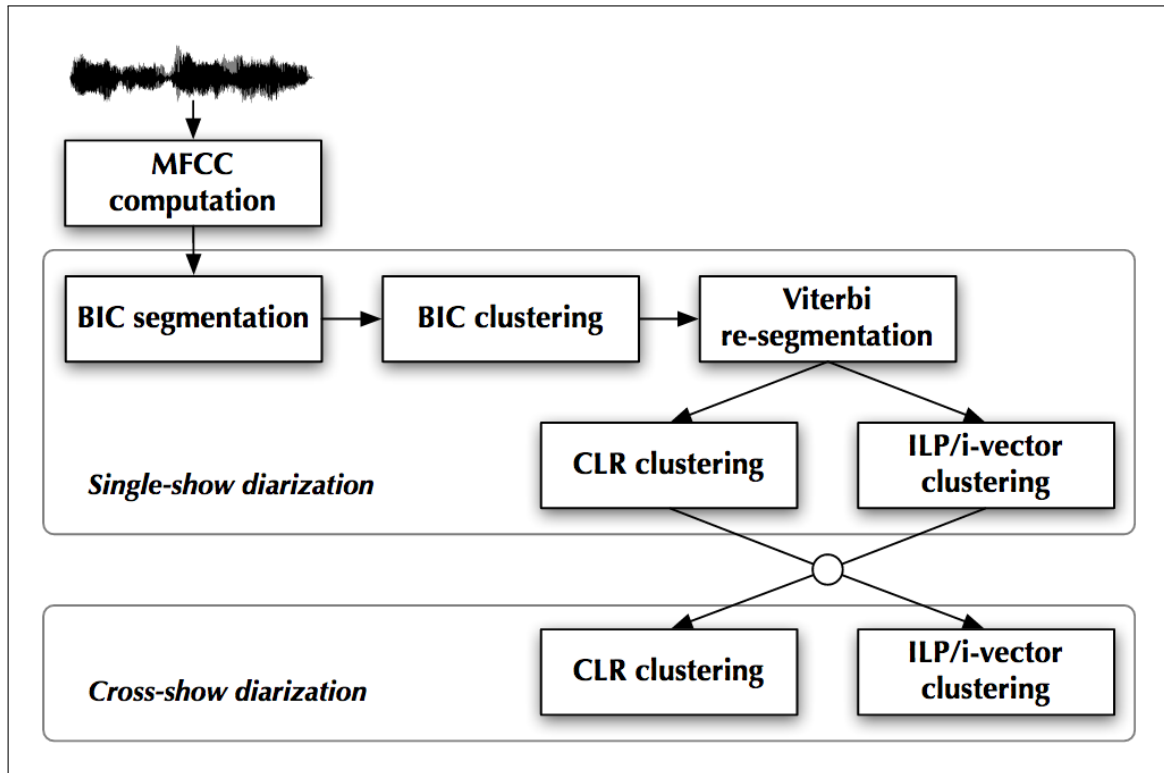 MFCC
computation
BIC segmentation
BIC clustering
Viterbi
re-segmentation
CLR clustering
ILP/i-vector
clustering
Single-show diarization
CLR clustering
ILP/i-vector
clustering
Cross-show diarization